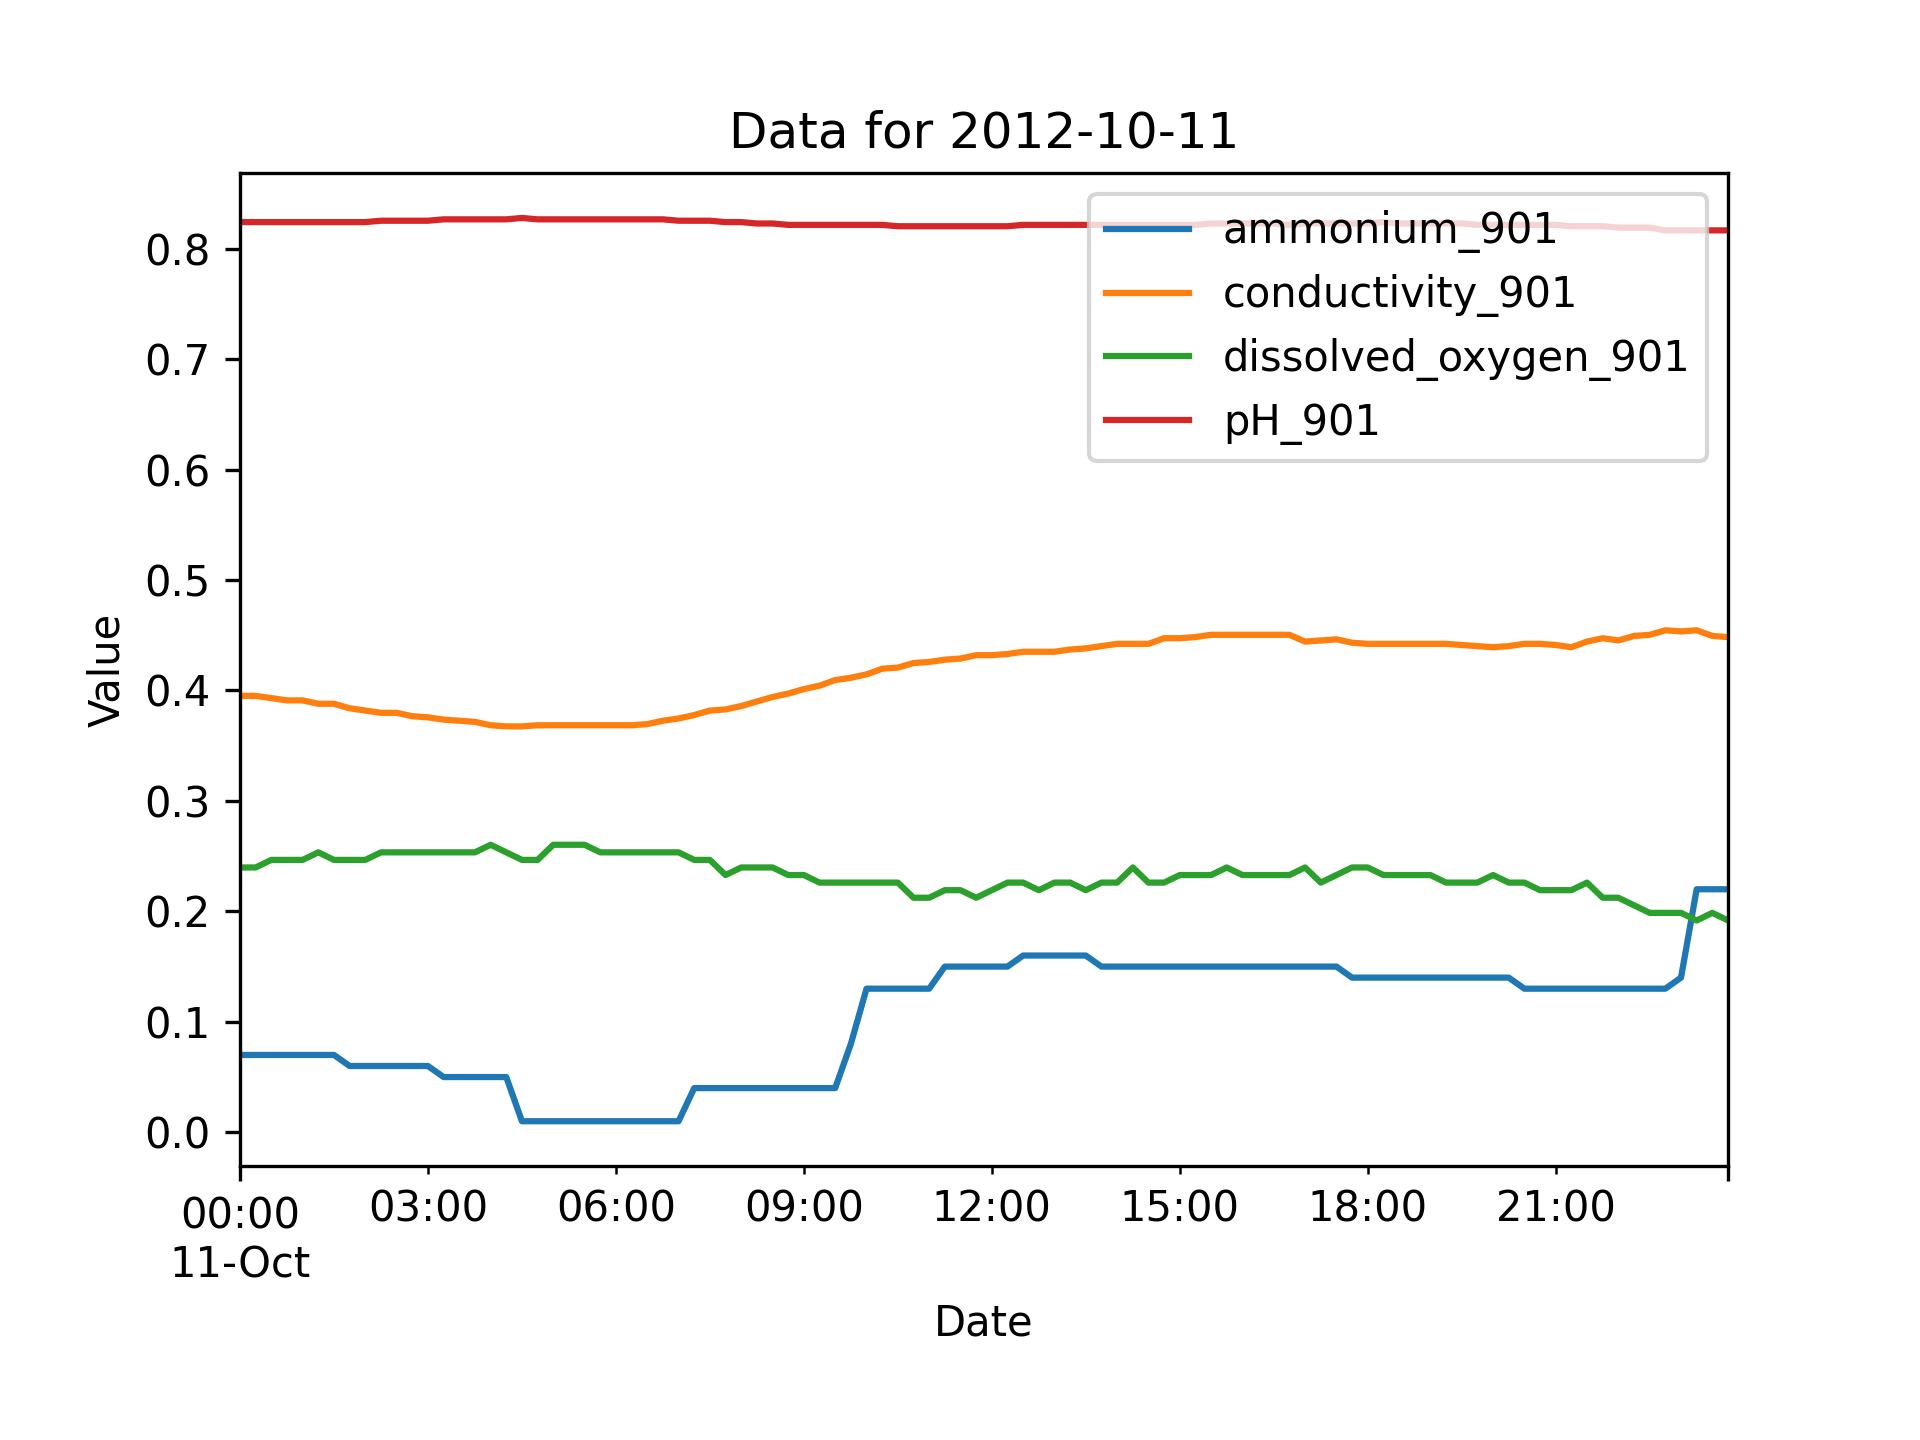 Data for 2012-10-11
ammonium_901
conductivity_901
dissolved_oxygen_901
pH_901
Value
0.8
0.7
0.6
0.5
0.4
0.3
0.2
0.1
0.0
00:00 03:00 06:00 09:00 12:00 15:00 18:00 21:00
11-Oct
Date